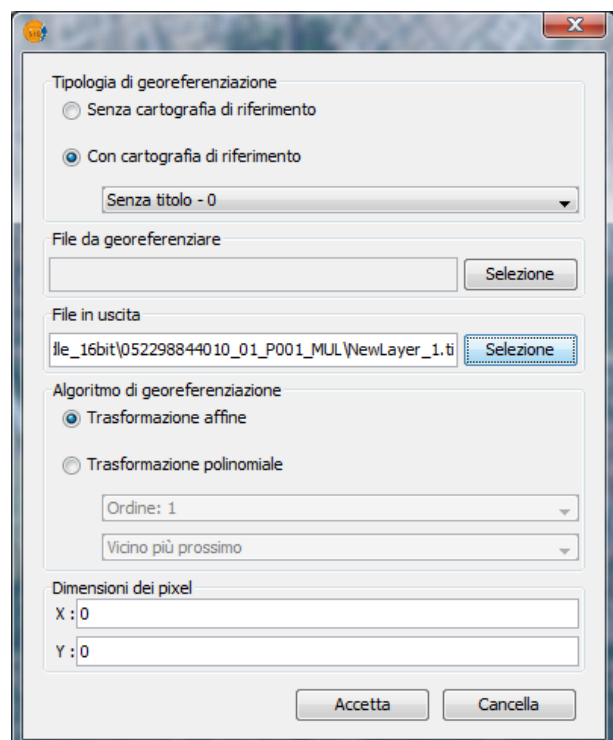 Tipologia di georeferenziazione
Senza cartografia di riferimento
Con cartografia di riferimento
Senza titolo - 0
File da georeferenziare
Selezione
File in uscita
lle_16bit\052298844010_01_P001_MUL\NewLayer_1.ti
Selezione
Algoritmo di georeferenziazione
Trasformazione affine
Trasformazione polinomiale
Ordine: 1
Vicino più prossimo
Dimensioni dei pixel
X : 0
Y : 0
Accetta Cancella